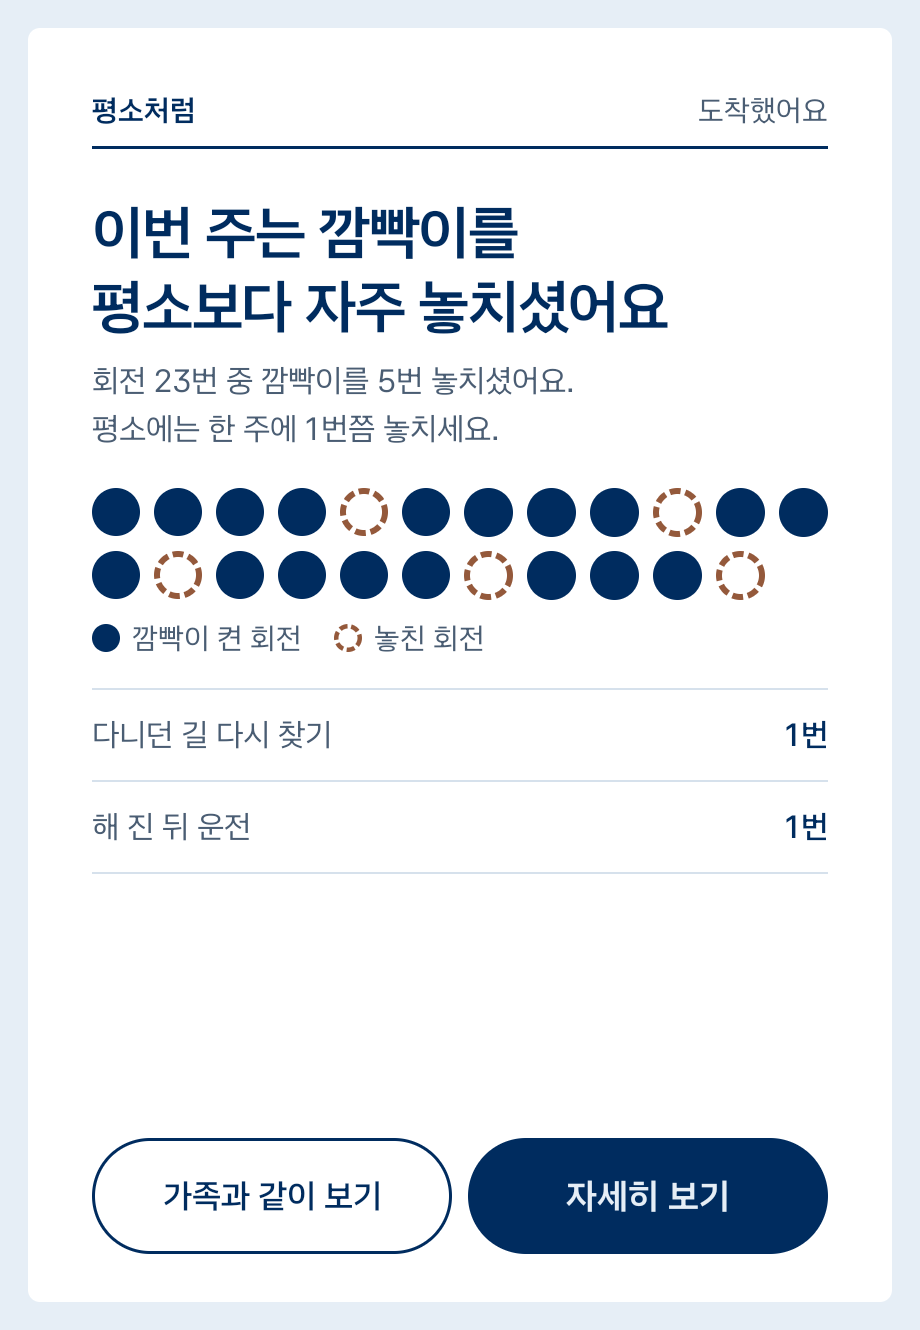 평소처럼
도착했어요
이번 주는 깜빡이를
평소보다 자주 놓치셨어요
회전 23번 중 깜빡이를 5번 놓치셨어요.
평소에는 한 주에 1번쯤 놓치세요.
깜빡이 켠 회전
놓친 회전
다니던 길 다시 찾기
1번
해 진 뒤 운전
1번
가족과 같이 보기
자세히 보기